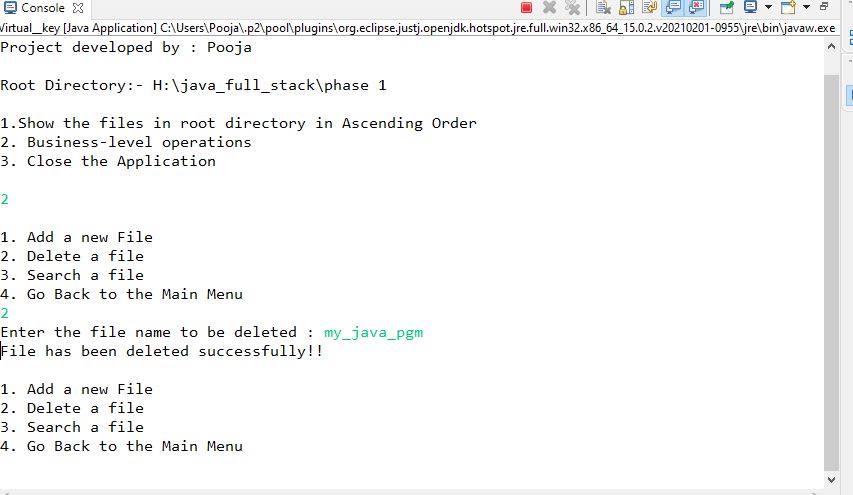 Console
Virtual__key [Java Application] C:\Users\Pooja\.p2\pool\plugins\org.eclipse.justj.openjdk.hotspot.jre.full.win32.x86_64_15.0.2.v20210201-0955\jre\bin\javaw.exe
Project developed by : Pooja
Root Directory:- H:\java_full_stack\phase 1
1.Show the files in root directory in Ascending Order
2. Business-level operations
3. Close the Application
2
1. Add a new File
2. Delete a file
3. Search a file
4. Go Back to the Main Menu
2
Enter the file name to be deleted : my_java_pgm
File has been deleted successfully!!
1. Add a new File
2. Delete a file
3. Search a file
4. Go Back to the Main Menu